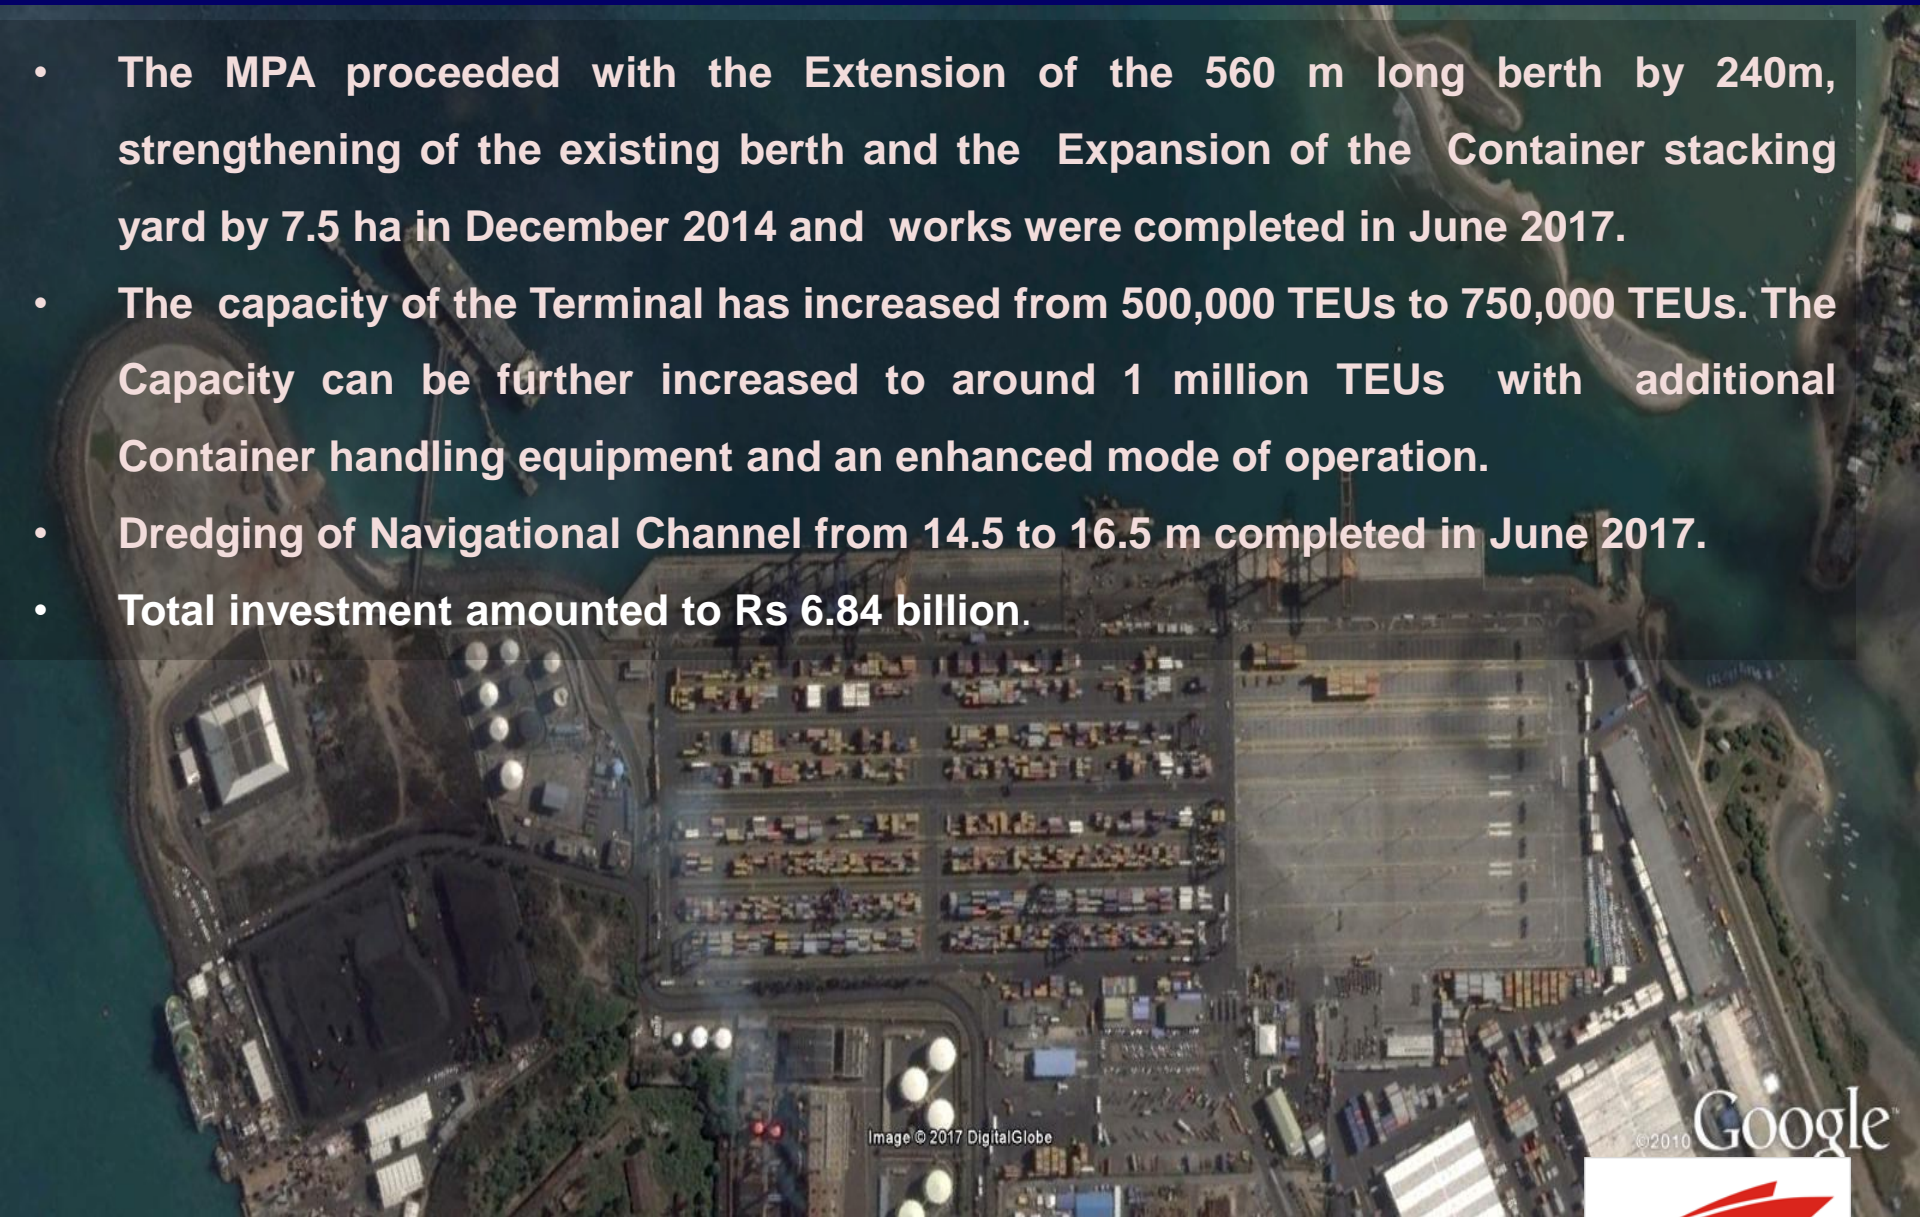 • The MPA proceeded with the Extension of the 560 m long berth by 240m,
strengthening of the existing berth and the Expansion of the Container stacking
yard by 7.5 ha in December 2014 and works were completed in June 2017.
• The capacity of the Terminal has increased from 500,000 TEUs to 750,000 TEUs. The
Capacity can be further increased to around 1 million TEUs with additional
Container handling equipment and an enhanced mode of operation.
• Dredging of Navigational Channel from 14.5 to 16.5 m completed in June 2017.
• Total investment amounted to Rs 6.84 billion.
Image © 2017 DigitalGlobe
©2010 Google™